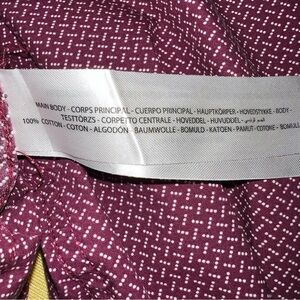 MAIN BODY - CORPS PRINCIPAL - CUERPO PRINCIPAL - HAUPTKÖRPER - HOVEDSTYKKE - BODY -
TESTTÖRZS - CORPETTO CENTRALE - HOVEDDEL - HUVUDDEL -
100% COTTON - COTON - ALGODÓN - BAUMWOLLE - BOMULD - KATOEN - PAMUT - COTONE - BOMULL -